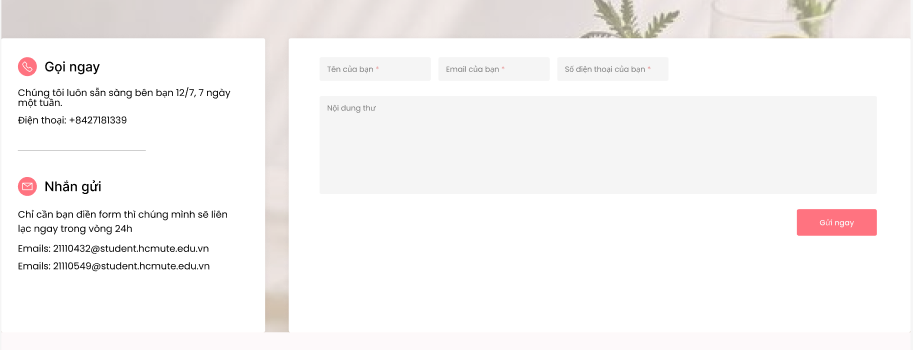 Gọi ngay
Chúng tôi luôn sẵn sàng bên bạn 12/7, 7 ngày
một tuần.
Điện thoại: +8427181339
Nhắn gửi
Chỉ cần bạn điền form thì chúng mình sẽ liên
lạc ngay trong vòng 24h
Emails: 21110432@student.hcmute.edu.vn
Emails: 21110549@student.hcmute.edu.vn
Tên của bạn *
Email của bạn *
Số điện thoại của bạn *
Nội dung thư
Gửi ngay